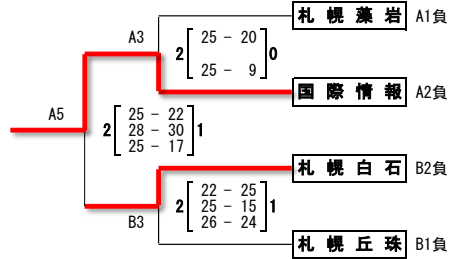 札幌藻岩 A1負
A3
2 25 - 20 0
25 - 9
国際情報 A2負
A5
25 - 22
2 28 - 30 1
25 - 17
札幌白石 B2負
22 - 25
2 25 - 15 1
26 - 24
B3
札幌丘珠 B1負